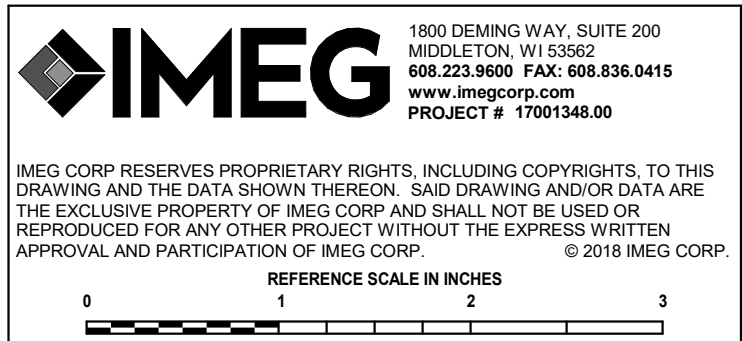 IMEG
1800 DEMING WAY, SUITE 200
MIDDLETON, WI 53562
608.223.9600 FAX: 608.836.0415
www.imegcorp.com
PROJECT # 17001348.00
IMEG CORP RESERVES PROPRIETARY RIGHTS, INCLUDING COPYRIGHTS, TO THIS
DRAWING AND THE DATA SHOWN THEREON. SAID DRAWING AND/OR DATA ARE
THE EXCLUSIVE PROPERTY OF IMEG CORP AND SHALL NOT BE USED OR
REPRODUCED FOR ANY OTHER PROJECT WITHOUT THE EXPRESS WRITTEN
APPROVAL AND PARTICIPATION OF IMEG CORP. © 2018 IMEG CORP.
REFERENCE SCALE IN INCHES
0 1 2 3